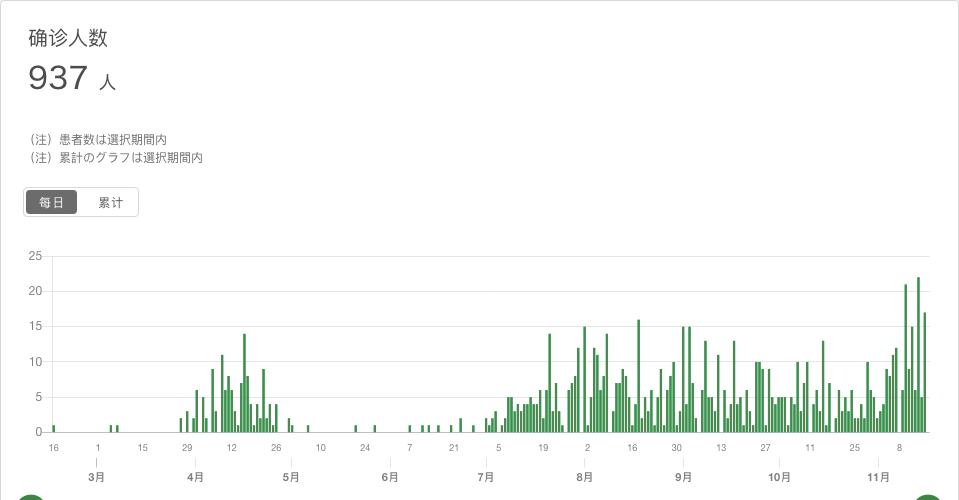 确诊人数
937 人
（注）患者数は選択期間内
（注）累計のグラフは選択期間内
每日 累计
25
20
15
10
5
0
16 1 15 29 12 26 10 24 7 21 5 19 2 16 30 13 27 11 25 8
3月 4月 5月 6月 7月 8月 9月 10月 11月